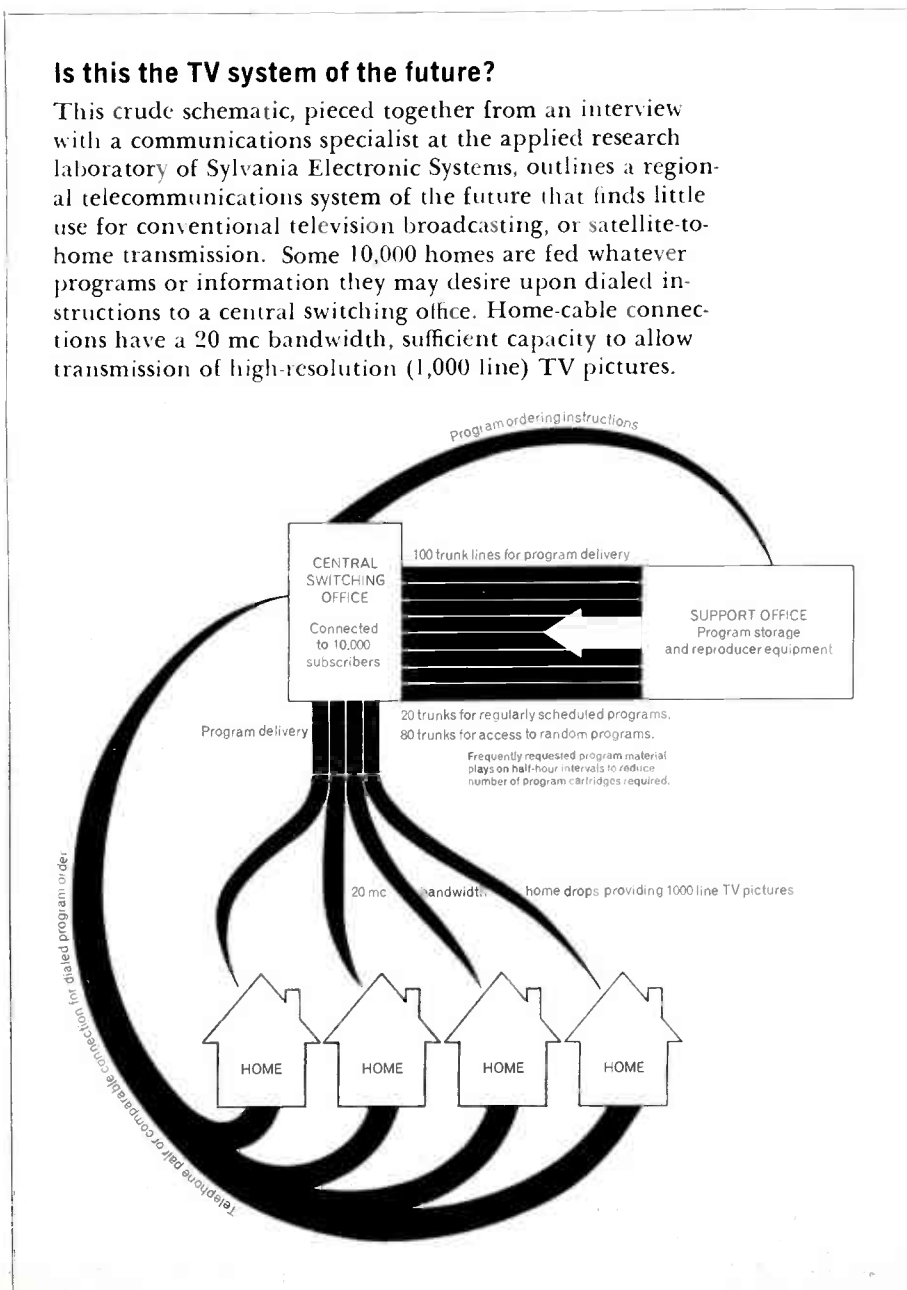 Is this the TV system of the future?
This crude schematic, pieced together from an interview
with a communications specialist at the applied research
laboratory of Sylvania Electronic Systems, outlines a region-
al telecommunications system of the future that finds little
use for conventional television broadcasting, or satellite-to-
home transmission. Some 10,000 homes are fed whatever
programs or information they may desire upon dialed in-
structions to a central switching office. Home-cable connec-
tions have a 20 mc bandwidth, sufficient capacity to allow
transmission of high-resolution (1,000 line) TV pictures.
Program ordering instructions
100 trunk lines for program delivery
CENTRAL
SWITCHING
OFFICE
Connected
to 10,000
subscribers
SUPPORT OFFICE
Program storage
and reproducer equipment
Program delivery
20 trunks for regularly scheduled programs,
80 trunks for access to random programs.
Frequently requested program material
plays on half-hour intervals to reduce
number of program cartridges required.
20 mc bandwidth home drops providing 1000 line TV pictures
Telephone pair or comparable conection for dialed program order
HOME
HOME
HOME
HOME